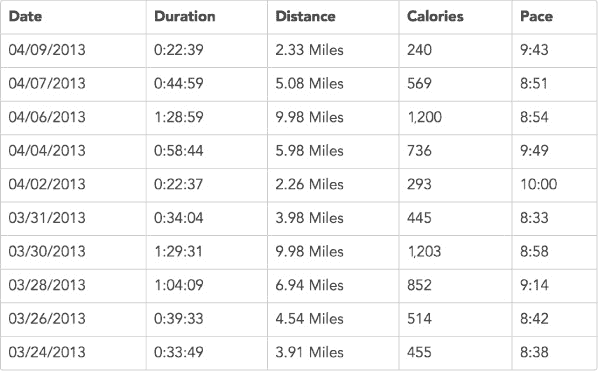 Date Duration Distance Calories Pace
04/09/2013 0:22:39 2.33 Miles 240 9:43
04/07/2013 0:44:59 5.08 Miles 569 8:51
04/06/2013 1:28:59 9.98 Miles 1,200 8:54
04/04/2013 0:58:44 5.98 Miles 736 9:49
04/02/2013 0:22:37 2.26 Miles 293 10:00
03/31/2013 0:34:04 3.98 Miles 445 8:33
03/30/2013 1:29:31 9.98 Miles 1,203 8:58
03/28/2013 1:04:09 6.94 Miles 852 9:14
03/26/2013 0:39:33 4.54 Miles 514 8:42
03/24/2013 0:33:49 3.91 Miles 455 8:38